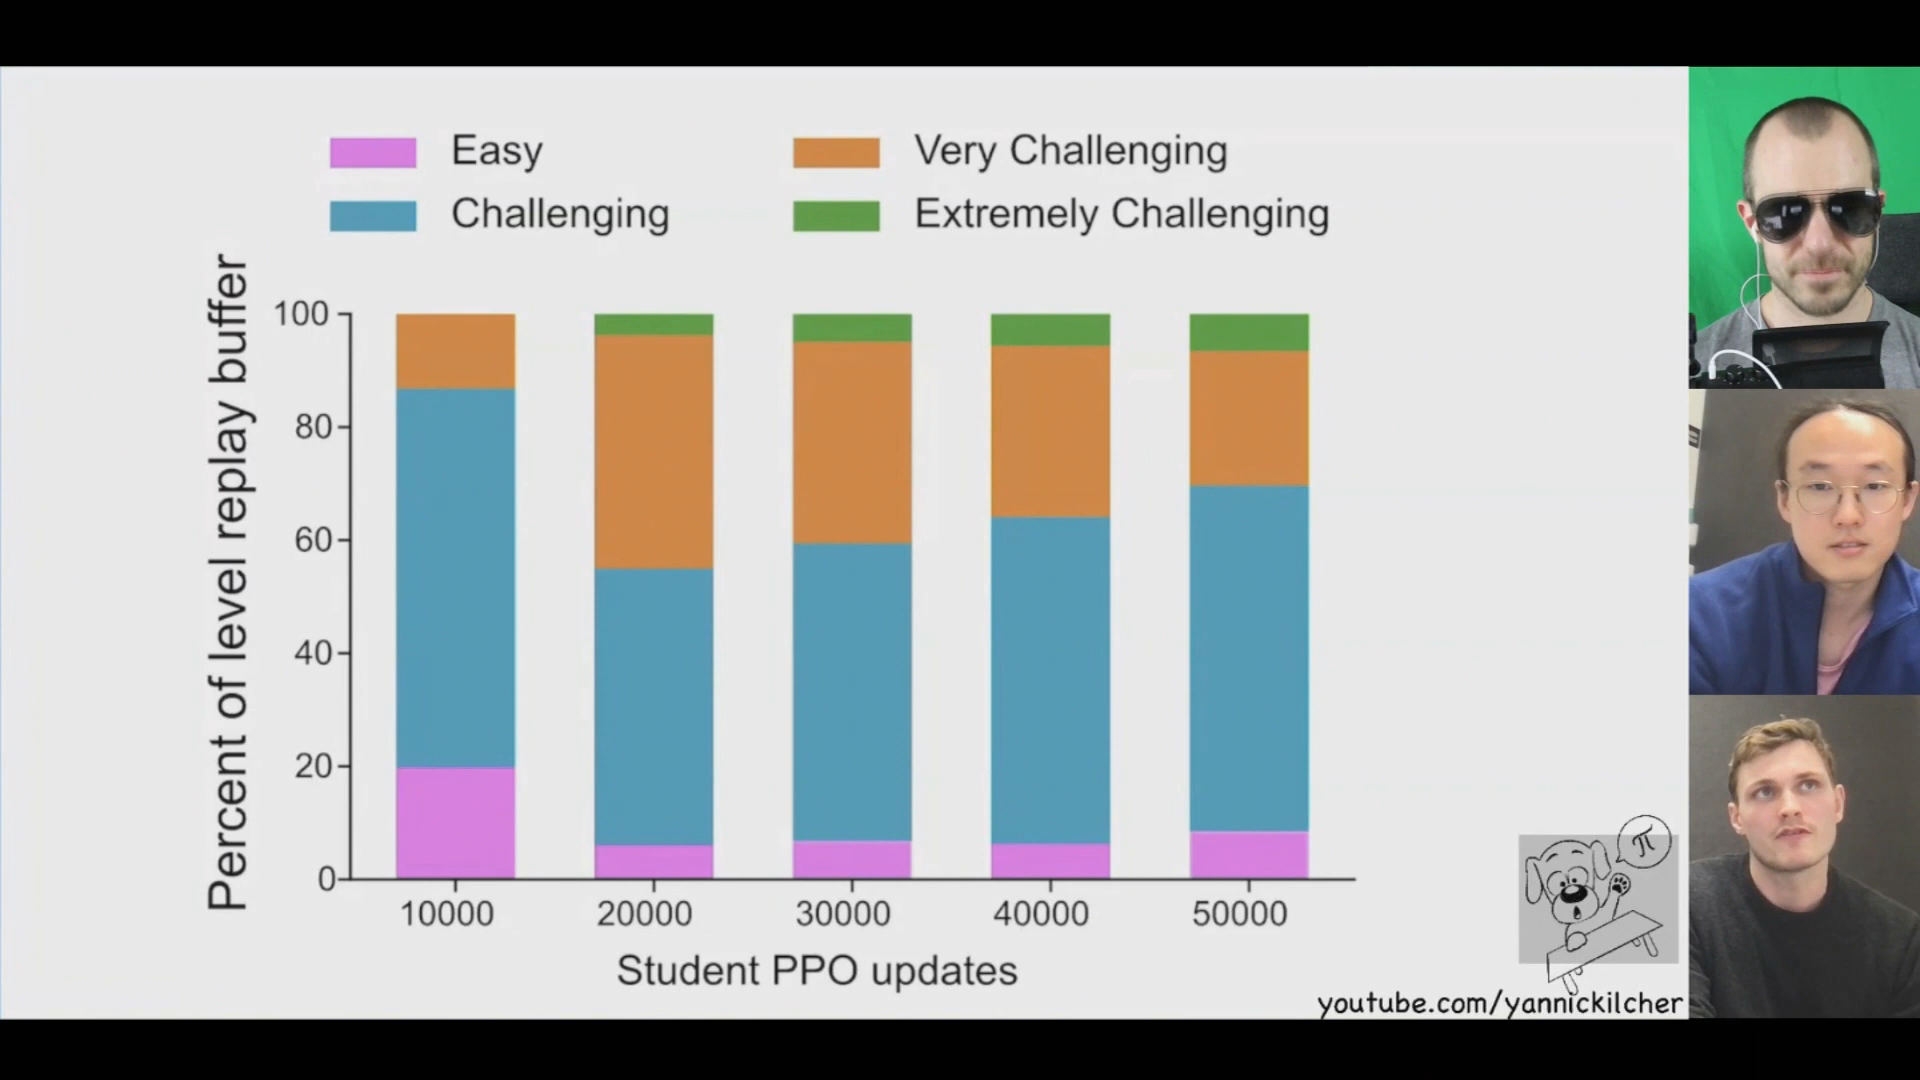 Easy
Very Challenging
Challenging
Extremely Challenging
Percent of level replay buffer
100
80
60
40
20
0
10000
20000
30000
40000
50000
Student PPO updates
π
youtube.com/yannickilcher